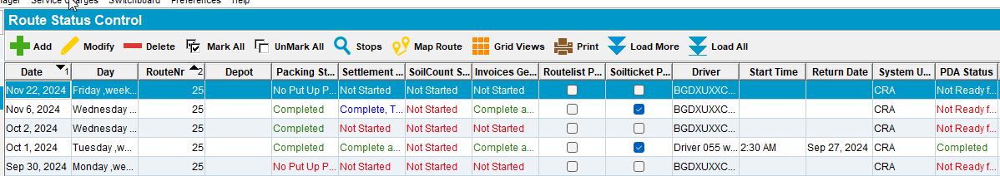 Service Charges Switchboard Preferences Help
Route Status Control
Add Modify Delete Mark All UnMark All Stops Map Route Grid Views Print Load More Load All
Date 1 Day RouteNr 2 Depot Packing St... Settlement ... SoilCount S... Invoices Ge... Routelist P... Soilticket P... Driver Start Time Return Date System U... PDA Status
Nov 22, 2024 Friday ,week... 25 No Put Up P... Not Started Not Started Not Started BGDXUXXC... CRA Not Ready f...
Nov 6, 2024 Wednesday ... 25 Completed Complete, T... Not Started Complete a... BGDXUXXC... CRA Not Ready f...
Oct 2, 2024 Wednesday ... 25 Completed Not Started Not Started Not Started BGDXUXXC... CRA Not Ready f...
Oct 1, 2024 Tuesday ,w... 25 Completed Complete a... Not Started Complete a... Driver 055 w... 2:30 AM Sep 27, 2024 CRA Completed
Sep 30, 2024 Monday ,we... 25 No Put Up P... Not Started Not Started Not Started BGDXUXXC... CRA Not Ready f...